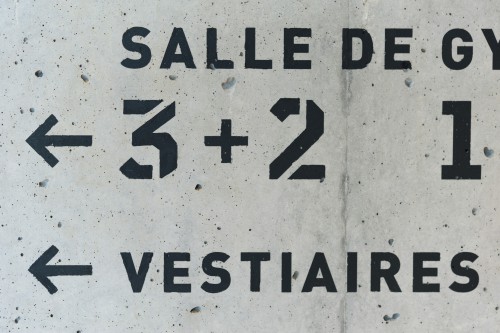 SALLE DE GY
← 3+2 1
← VESTIAIRES